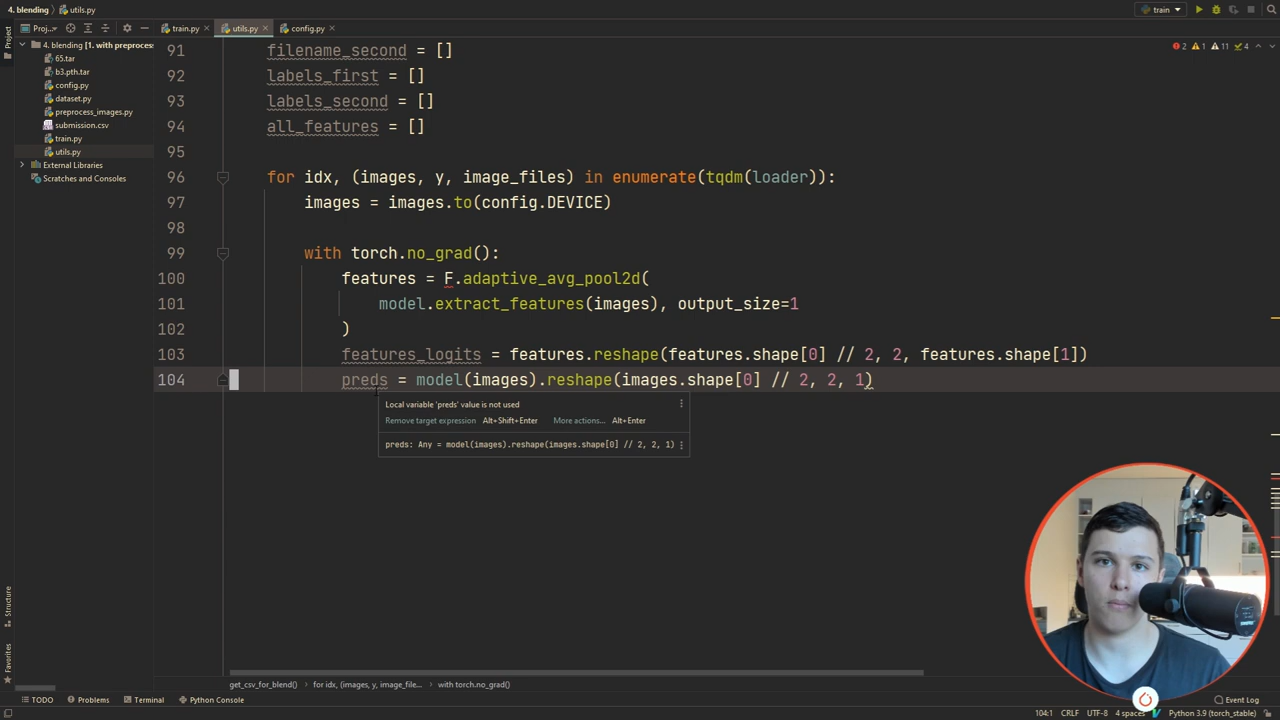 4. blending
utils.py
train
Project
Proj...
train.py
utils.py
config.py
4. blending [1. with preproces
65.tar
b3.pth.tar
config.py
dataset.py
preprocess_images.py
submission.csv
train.py
utils.py
External Libraries
Scratches and Consoles
2 1 11 4
91 filename_second = []
92 labels_first = []
93 labels_second = []
94 all_features = []
95
96 for idx, (images, y, image_files) in enumerate(tqdm(loader)):
97 images = images.to(config.DEVICE)
98
99 with torch.no_grad():
100 features = F.adaptive_avg_pool2d(
101 model.extract_features(images), output_size=1
102 )
103 features_logits = features.reshape(features.shape[0] // 2, 2, features.shape[1])
104 preds = model(images).reshape(images.shape[0] // 2, 2, 1)
Local variable 'preds' value is not used
Remove target expression Alt+Shift+Enter More actions... Alt+Enter
preds: Any = model(images).reshape(images.shape[0] // 2, 2, 1)
Structure
Favorites
get_csv_for_blend()
for idx, (images, y, image_file...
with torch.no_grad()
TODO
Problems
Terminal
Python Console
Event Log
104:1 CRLF UTF-8 4 spaces Python 3.9 (torch_stable)